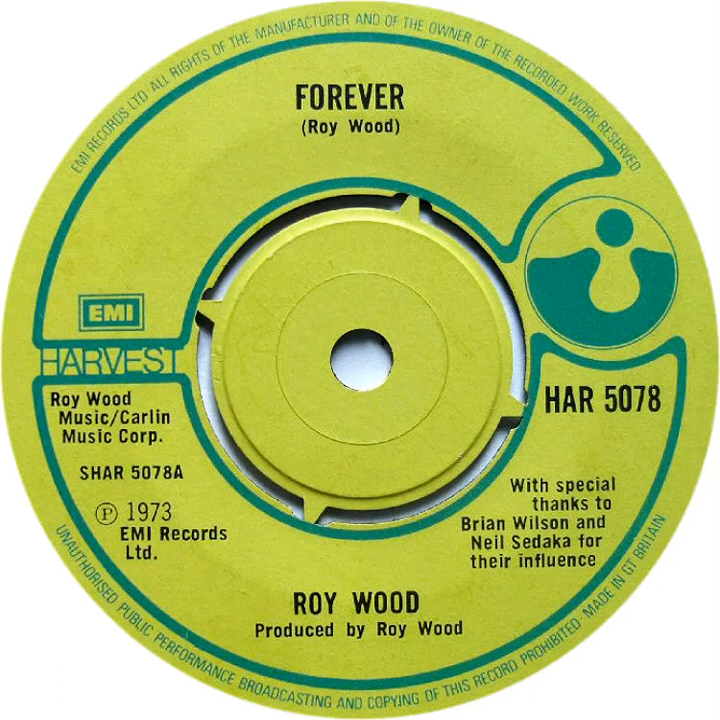 EMI RECORDS LTD ALL RIGHTS OF THE MANUFACTURER AND OF THE OWNER OF THE RECORDED WORK RESERVED
FOREVER
(Roy Wood)
EMI
HARVEST
HAR 5078
Roy Wood
Music/Carlin
Music Corp.
SHAR 5078A
Ⓟ 1973
EMI Records
Ltd.
With special
thanks to
Brian Wilson and
Neil Sedaka for
their influence
ROY WOOD
Produced by Roy Wood
UNAUTHORISED PUBLIC PERFORMANCE BROADCASTING AND COPYING OF THIS RECORD PROHIBITED · MADE IN GT BRITAIN